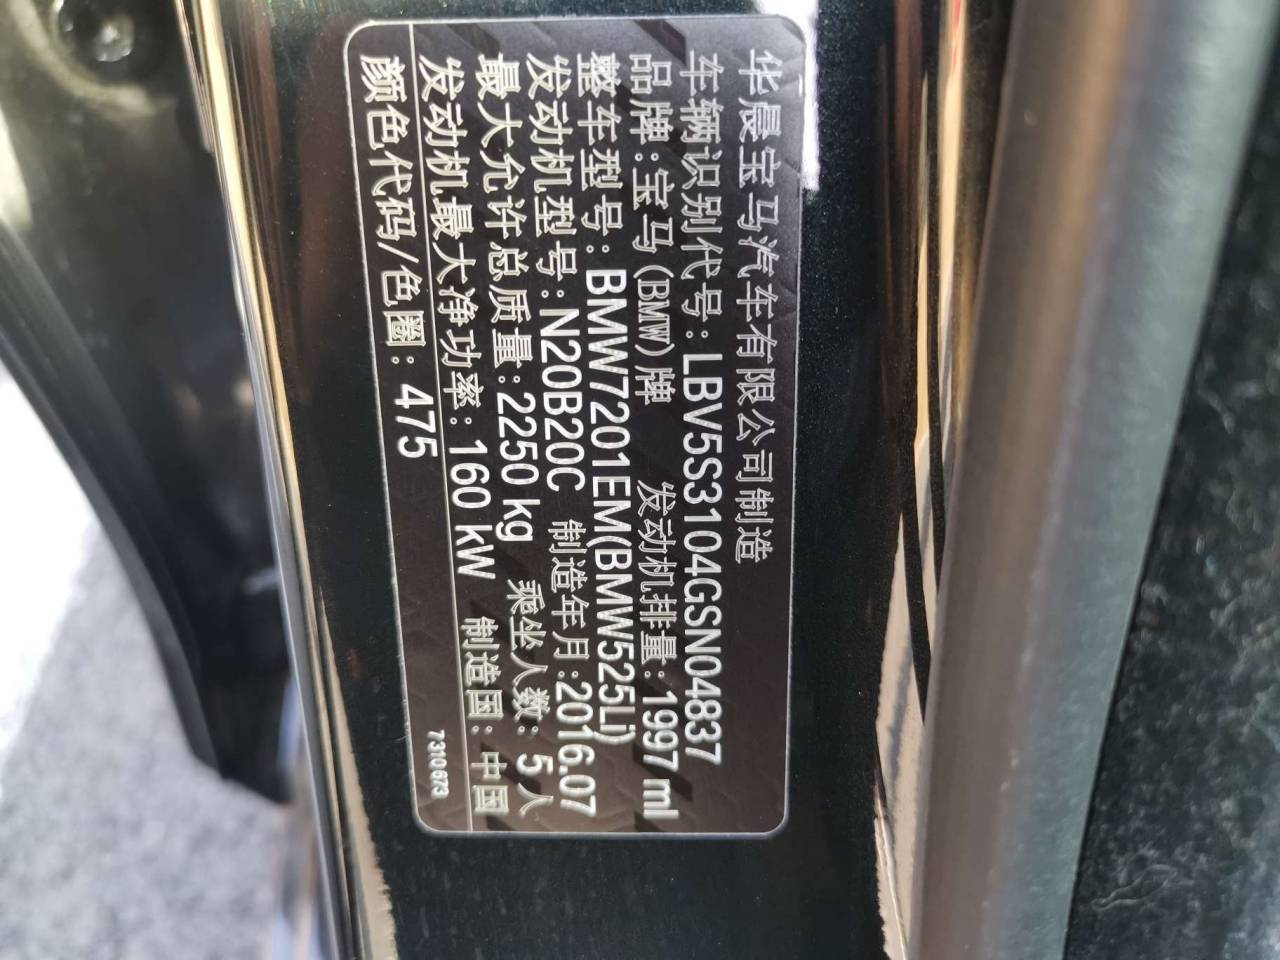 华晨宝马汽车有限公司制造
车辆识别代号：LBV5S3104GSN04837
品牌：宝马(BMW)牌 发动机排量：1997 ml
整车型号：BMW7201EM(BMW525Li)
发动机型号：N20B20C 制造年月：2016.07
最大允许总质量：2250 kg 乘坐人数：5人
发动机最大净功率：160 kW 制造国：中国
颜色代码/色圈：475
7310673